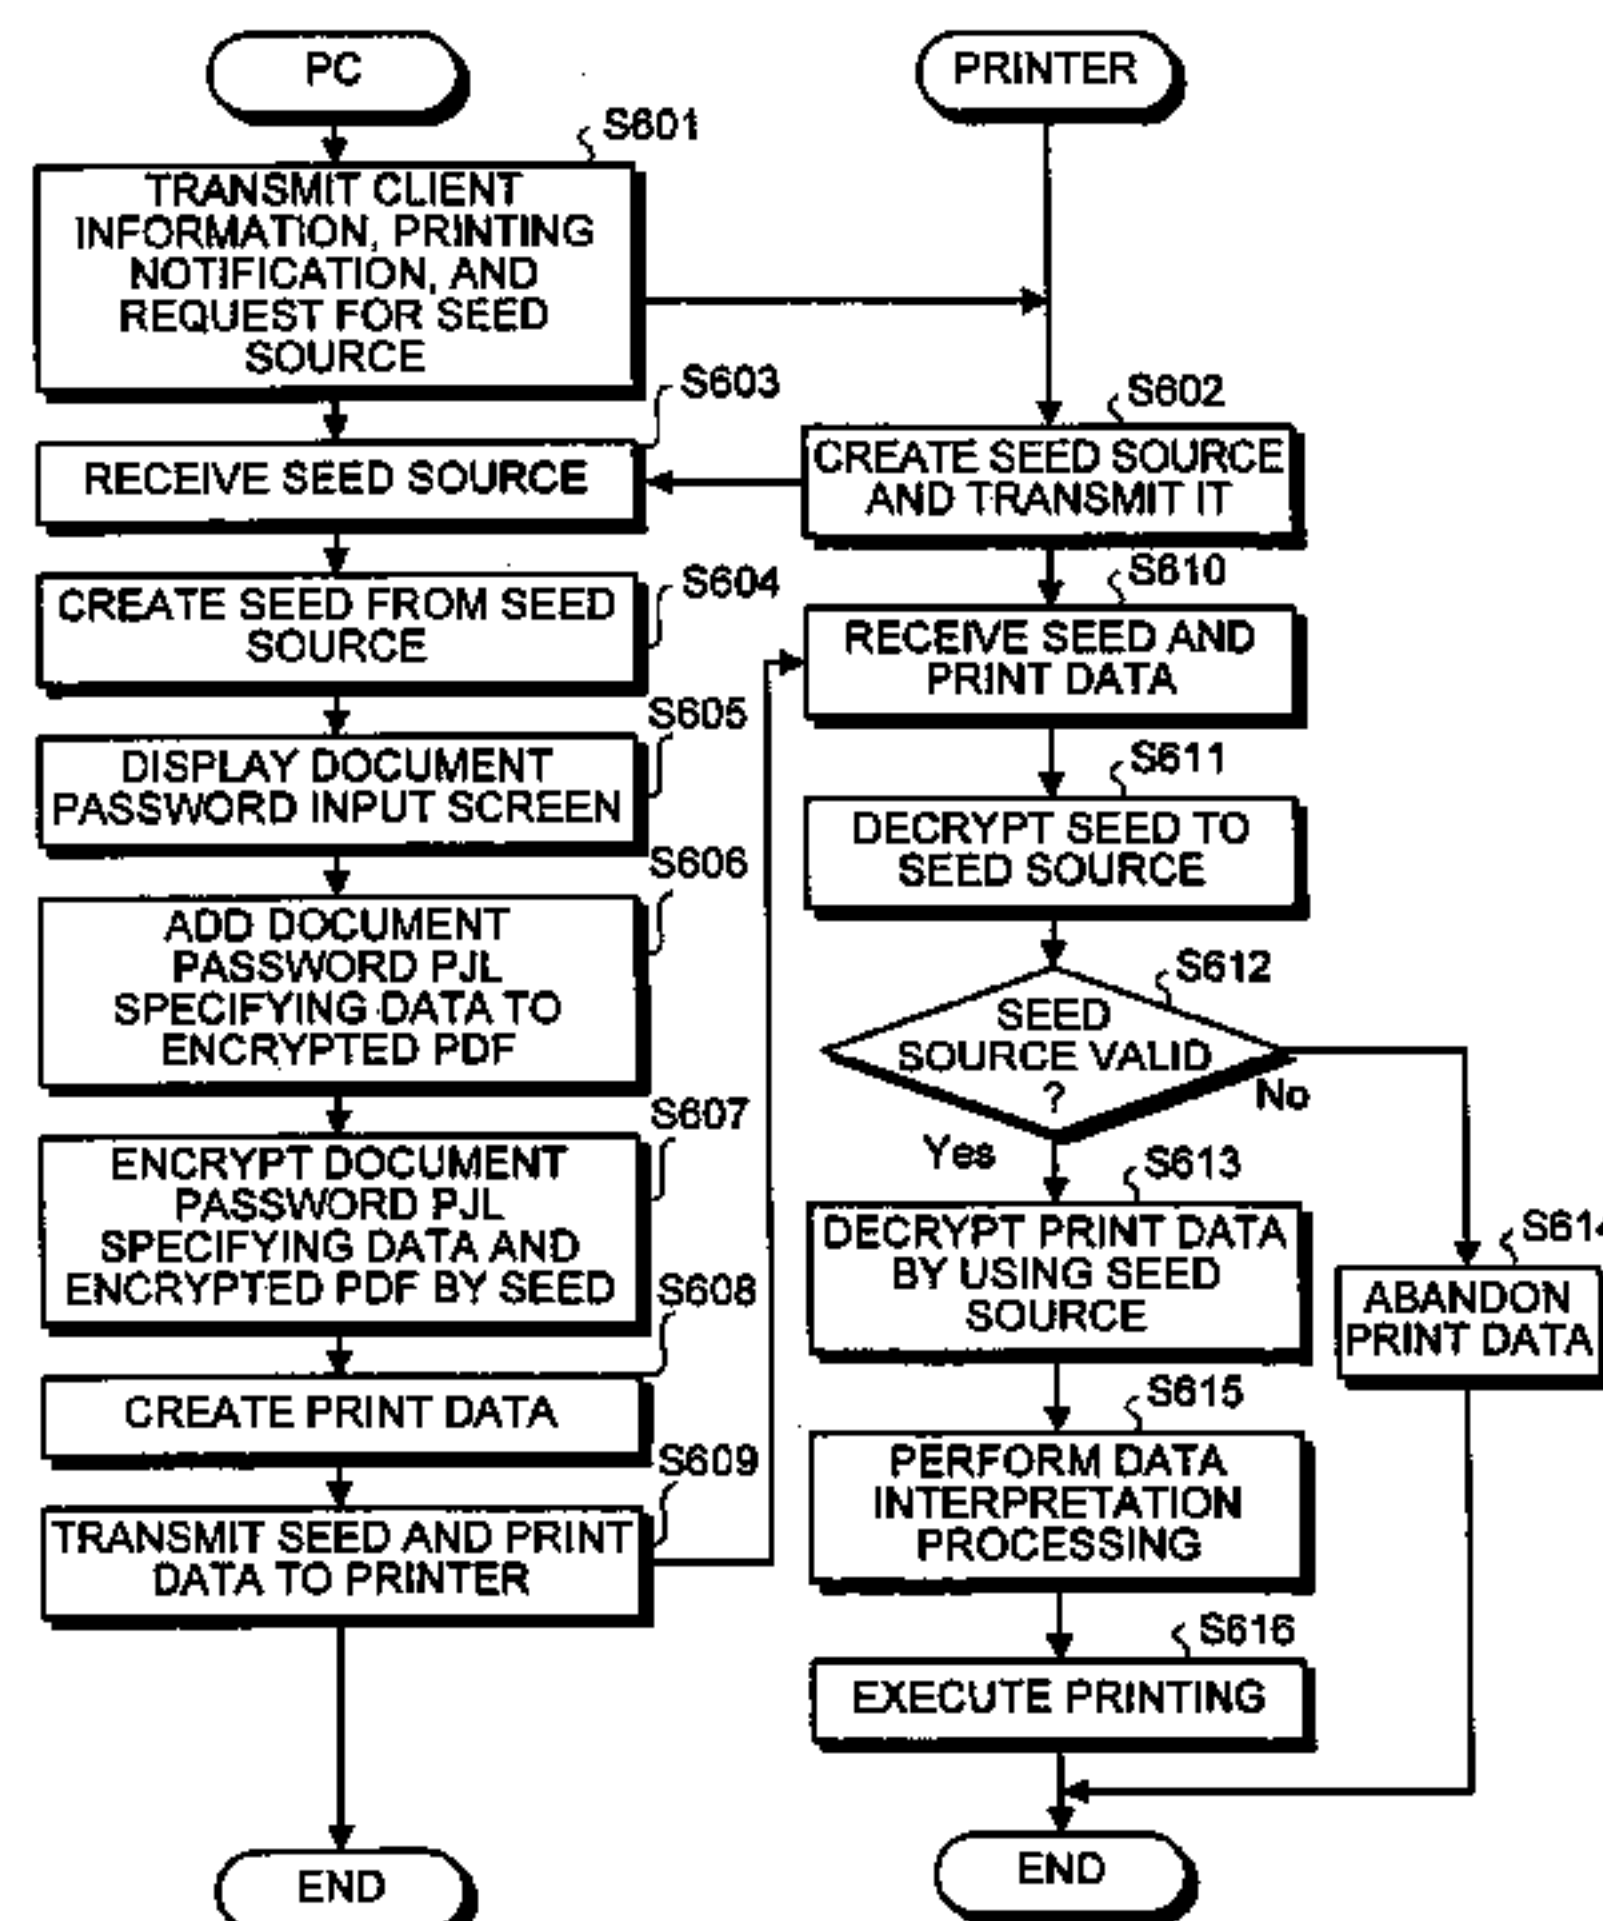 PC
S601
TRANSMIT CLIENT
INFORMATION, PRINTING
NOTIFICATION, AND
REQUEST FOR SEED
SOURCE
S603
RECEIVE SEED SOURCE
S604
CREATE SEED FROM SEED
SOURCE
S605
DISPLAY DOCUMENT
PASSWORD INPUT SCREEN
S606
ADD DOCUMENT
PASSWORD PJL
SPECIFYING DATA TO
ENCRYPTED PDF
S607
ENCRYPT DOCUMENT
PASSWORD PJL
SPECIFYING DATA AND
ENCRYPTED PDF BY SEED
S608
CREATE PRINT DATA
S609
TRANSMIT SEED AND PRINT
DATA TO PRINTER
END
PRINTER
S602
CREATE SEED SOURCE
AND TRANSMIT IT
S610
RECEIVE SEED AND
PRINT DATA
S611
DECRYPT SEED TO
SEED SOURCE
S612
SEED
SOURCE VALID
?
No
Yes
S613
DECRYPT PRINT DATA
BY USING SEED
SOURCE
S614
ABANDON
PRINT DATA
S615
PERFORM DATA
INTERPRETATION
PROCESSING
S616
EXECUTE PRINTING
END